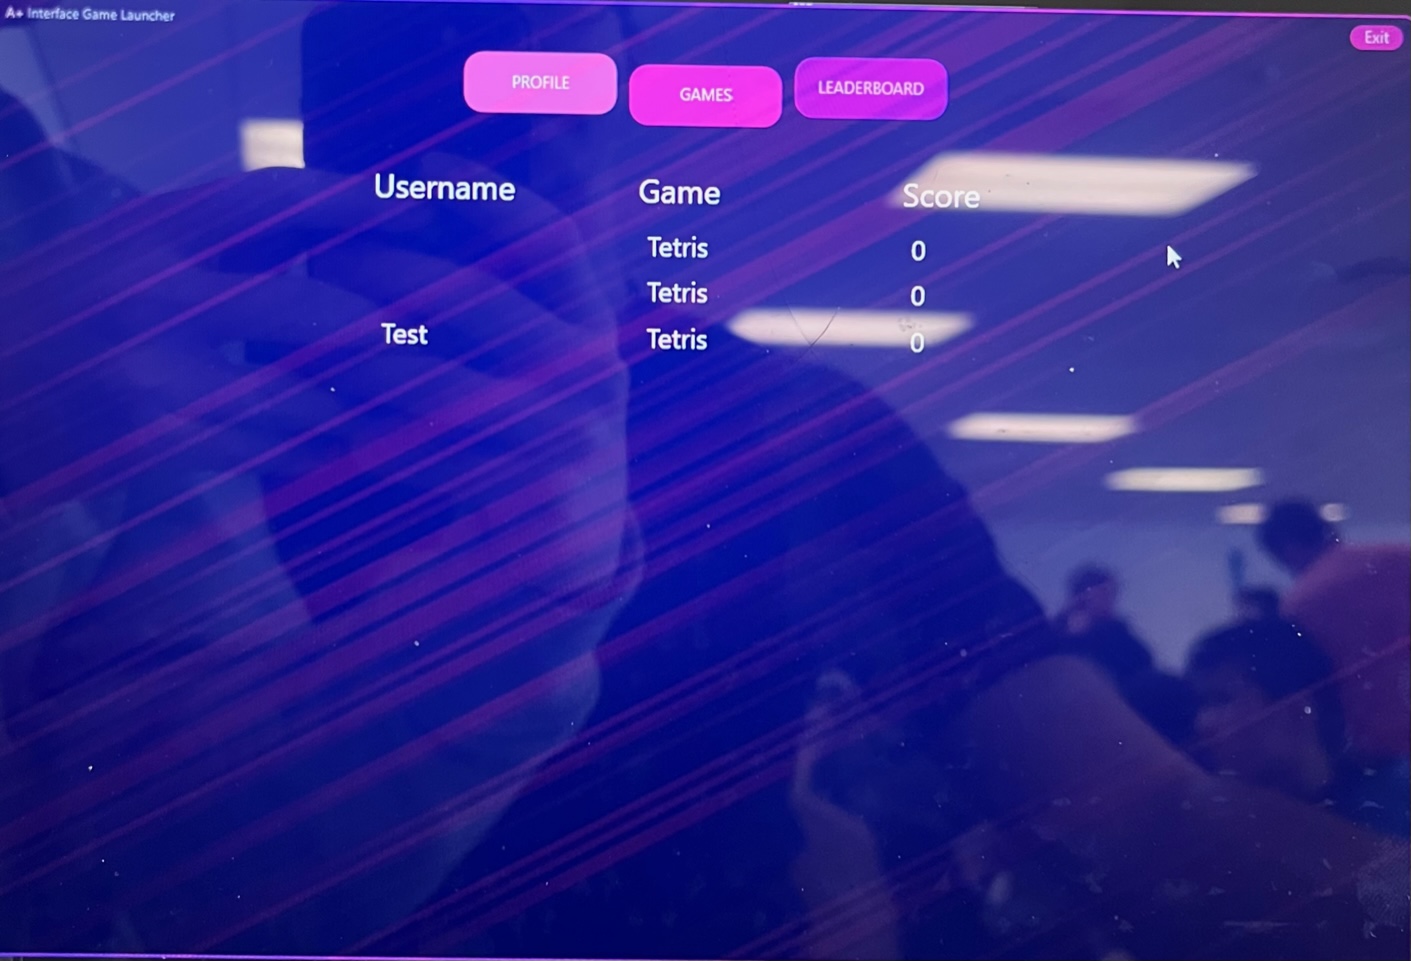 A+ Interface Game Launcher
Exit
PROFILE GAMES LEADERBOARD
Username Game Score
Tetris 0
Tetris 0
Test Tetris 0